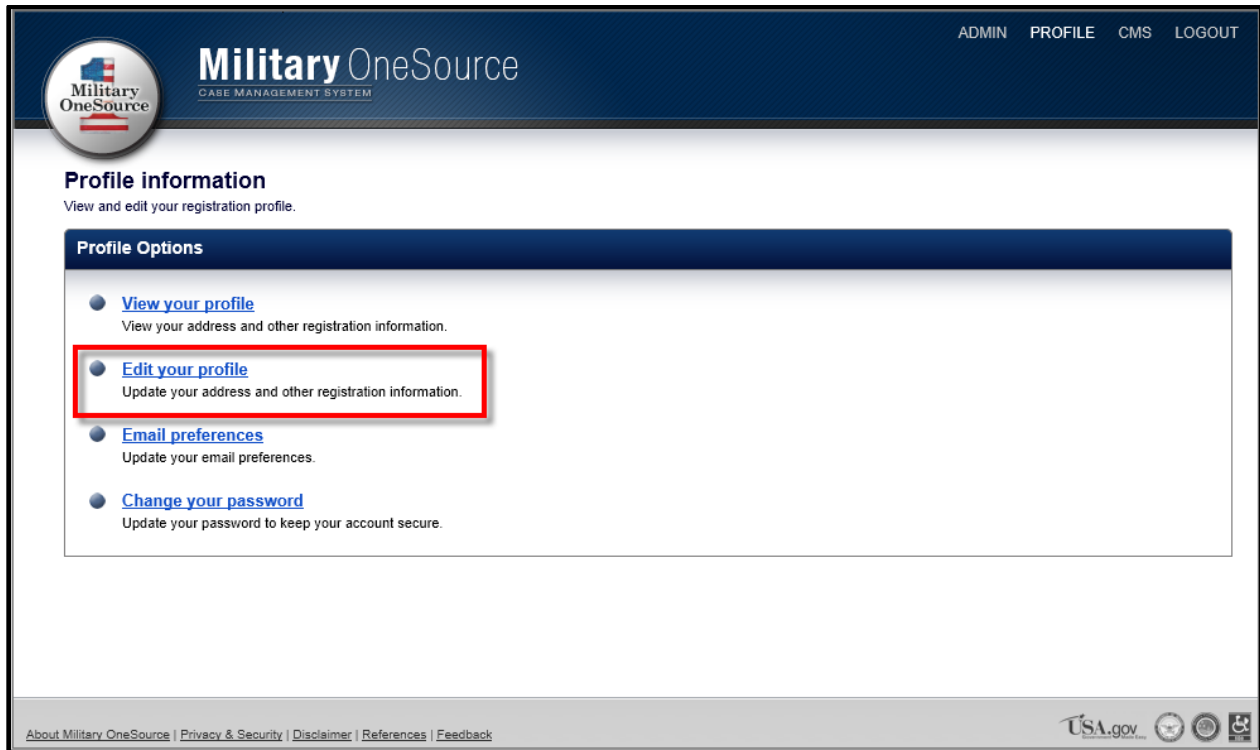 ADMIN PROFILE CMS LOGOUT
Military OneSource
CASE MANAGEMENT SYSTEM
Military
OneSource
Profile information
View and edit your registration profile.
Profile Options
View your profile
View your address and other registration information.
Edit your profile
Update your address and other registration information.
Email preferences
Update your email preferences.
Change your password
Update your password to keep your account secure.
About Military OneSource | Privacy & Security | Disclaimer | References | Feedback
USA.gov